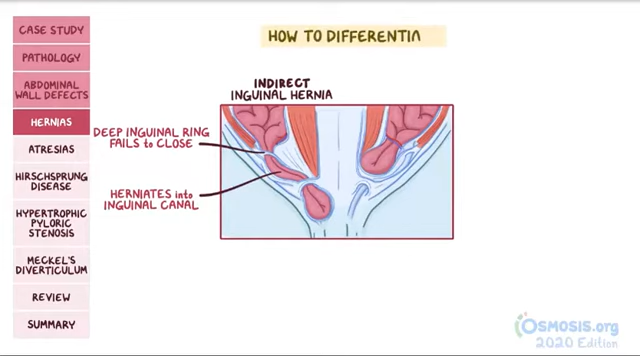 CASE STUDY
PATHOLOGY
ABDOMINAL
WALL DEFECTS
HERNIAS
ATRESIAS
HIRSCHSPRUNG
DISEASE
HYPERTROPHIC
PYLORIC
STENOSIS
MECKEL'S
DIVERTICULUM
REVIEW
SUMMARY
HOW TO DIFFERENTIA
INDIRECT
INGUINAL HERNIA
DEEP INGUINAL RING
FAILS to CLOSE
HERNIATES into
INGUINAL CANAL
OSMOSIS.org
2020 Edition